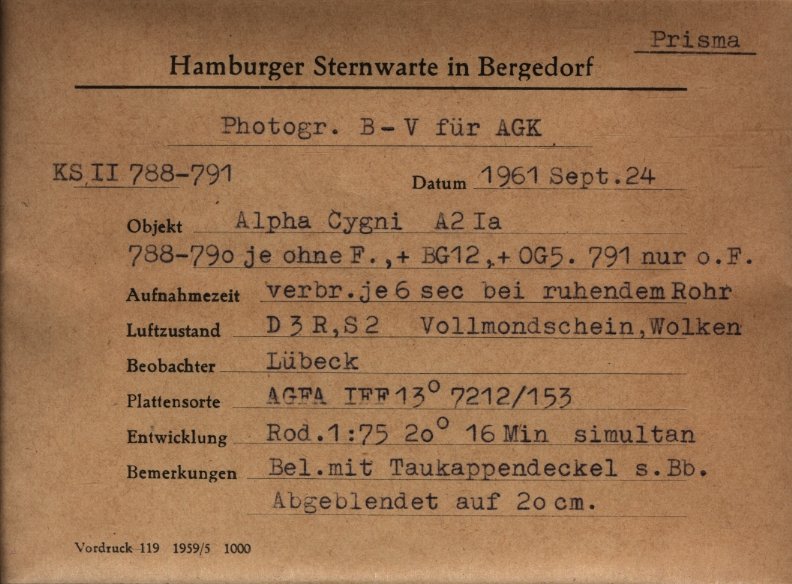 Prisma
Hamburger Sternwarte in Bergedorf
Photogr. B-V für AGK
KS II 788-791 Datum 1961 Sept.24
Objekt Alpha Cygni A2 Ia
788-79o je ohne F.,+ BG12,+ OG5. 791 nur o.F.
Aufnahmezeit verbr.je 6 sec bei ruhendem Rohr
Luftzustand D 3 R,S 2 Vollmondschein,Wolken
Beobachter Lübeck
Plattensorte AGFA IFF 13° 7212/153
Entwicklung Rod.1:75 2o° 16 Min simultan
Bemerkungen Bel.mit Taukappendeckel s.Bb.
Abgeblendet auf 2o cm.
Vordruck 119 1959/5 1000